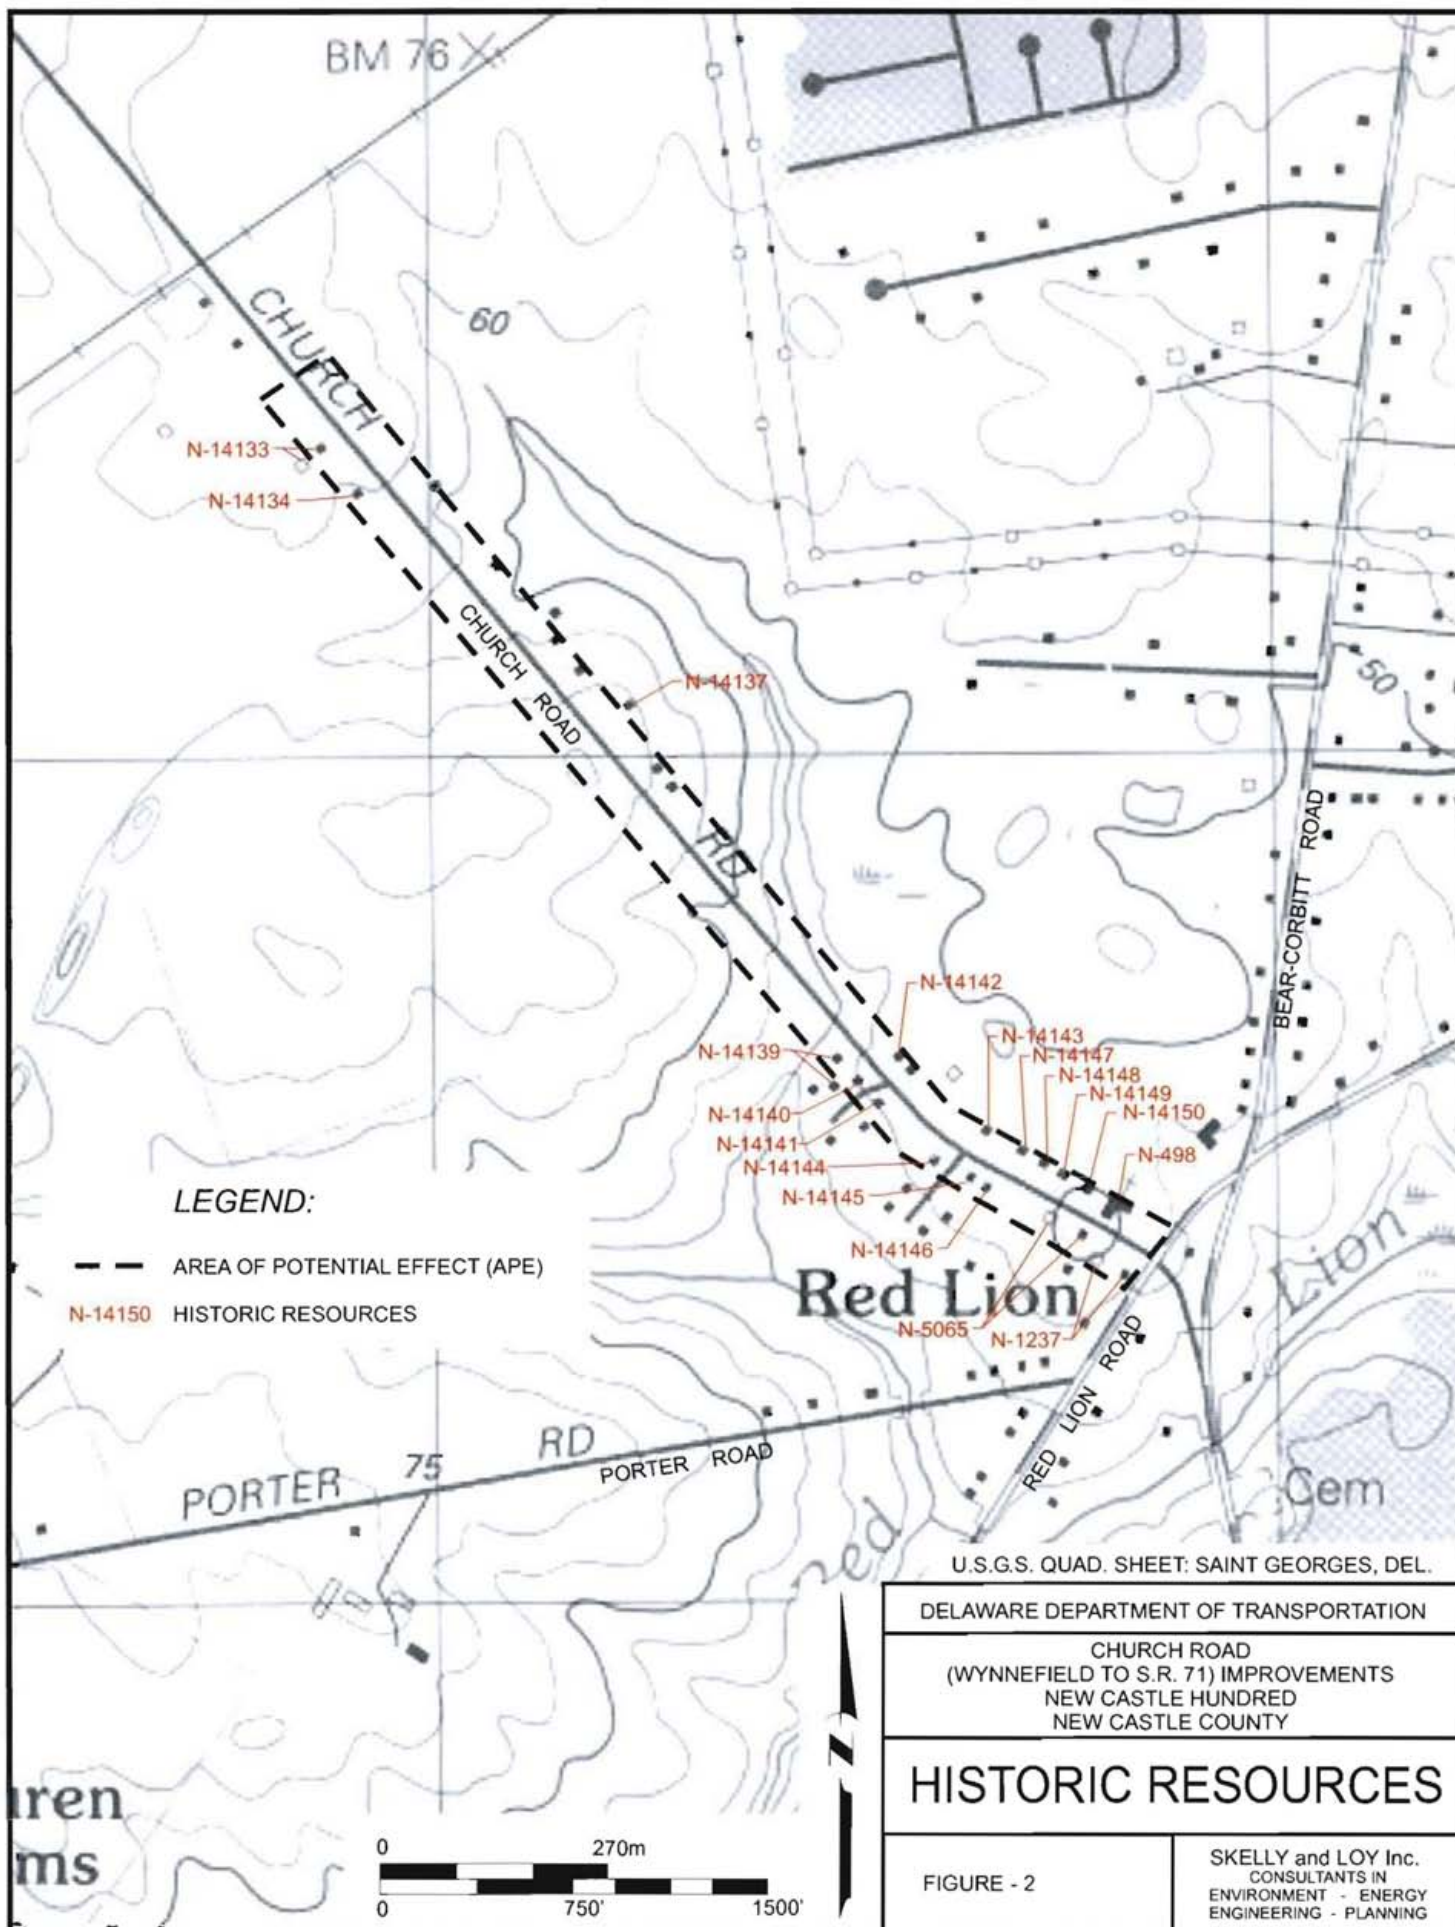 BM 76
CHURCH
60
N-14133
N-14134
CHURCH ROAD
N-14137
50
RD
BEAR-CORBITT ROAD
N-14142
N-14143
N-14139
N-14147
N-14148
N-14149
N-14140
N-14150
N-14141
N-498
N-14144
N-14145
N-14146
LEGEND:
AREA OF POTENTIAL EFFECT (APE)
N-14150 HISTORIC RESOURCES
Red Lion
Lion
N-5065
N-1237
RED LION ROAD
PORTER 75 RD
PORTER ROAD
Cem
U.S.G.S. QUAD. SHEET: SAINT GEORGES, DEL.
DELAWARE DEPARTMENT OF TRANSPORTATION
CHURCH ROAD
(WYNNEFIELD TO S.R. 71) IMPROVEMENTS
NEW CASTLE HUNDRED
NEW CASTLE COUNTY
HISTORIC RESOURCES
N
uren
ms
0 270m
0 750' 1500'
FIGURE - 2
SKELLY and LOY Inc.
CONSULTANTS IN
ENVIRONMENT - ENERGY
ENGINEERING - PLANNING